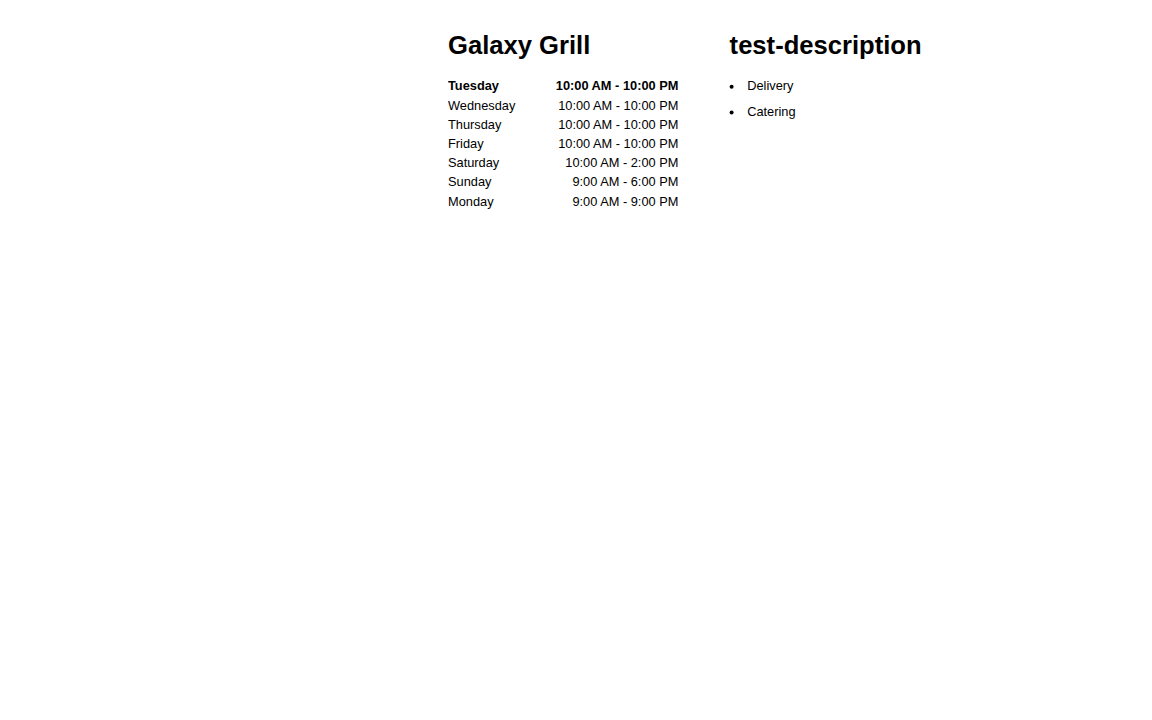 Galaxy Grill
Tuesday 10:00 AM - 10:00 PM
Wednesday 10:00 AM - 10:00 PM
Thursday 10:00 AM - 10:00 PM
Friday 10:00 AM - 10:00 PM
Saturday 10:00 AM - 2:00 PM
Sunday 9:00 AM - 6:00 PM
Monday 9:00 AM - 9:00 PM
test-description
• Delivery
• Catering